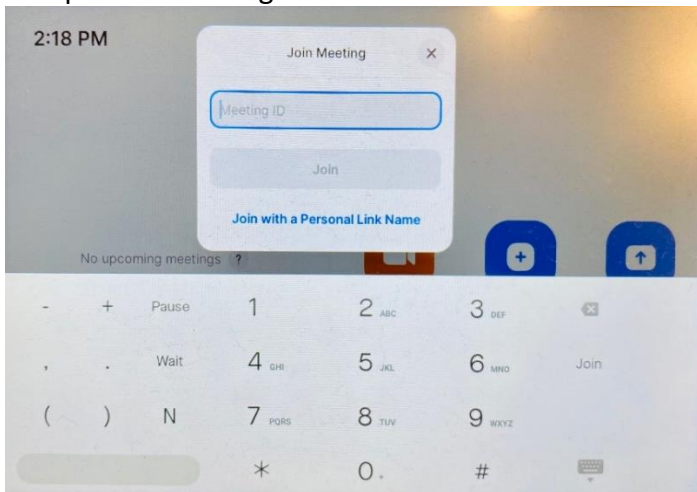 2:18 PM
Join Meeting ×
Meeting ID
Join
Join with a Personal Link Name
No upcoming meetings ?
- + Pause 1 2 ABC 3 DEF
, . Wait 4 GHI 5 JKL 6 MNO Join
( ) N 7 PQRS 8 TUV 9 WXYZ
* 0 + #